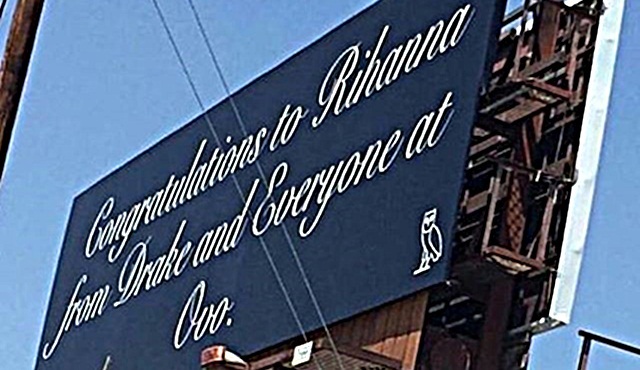 Congratulations to Rihanna
from Drake and Everyone at
Ovo.